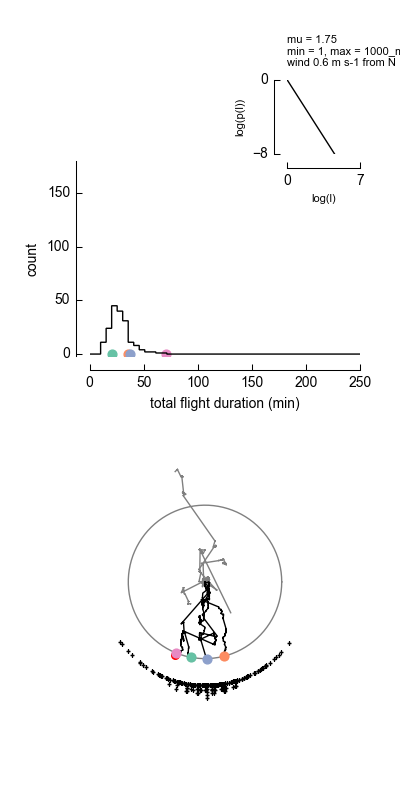 mu = 1.75
min = 1, max = 1000_m
wind 0.6 m s-1 from N
0
log(p(l))
−8
0
7
log(l)
150
100
50
0
count
0
50
100
150
200
250
total flight duration (min)